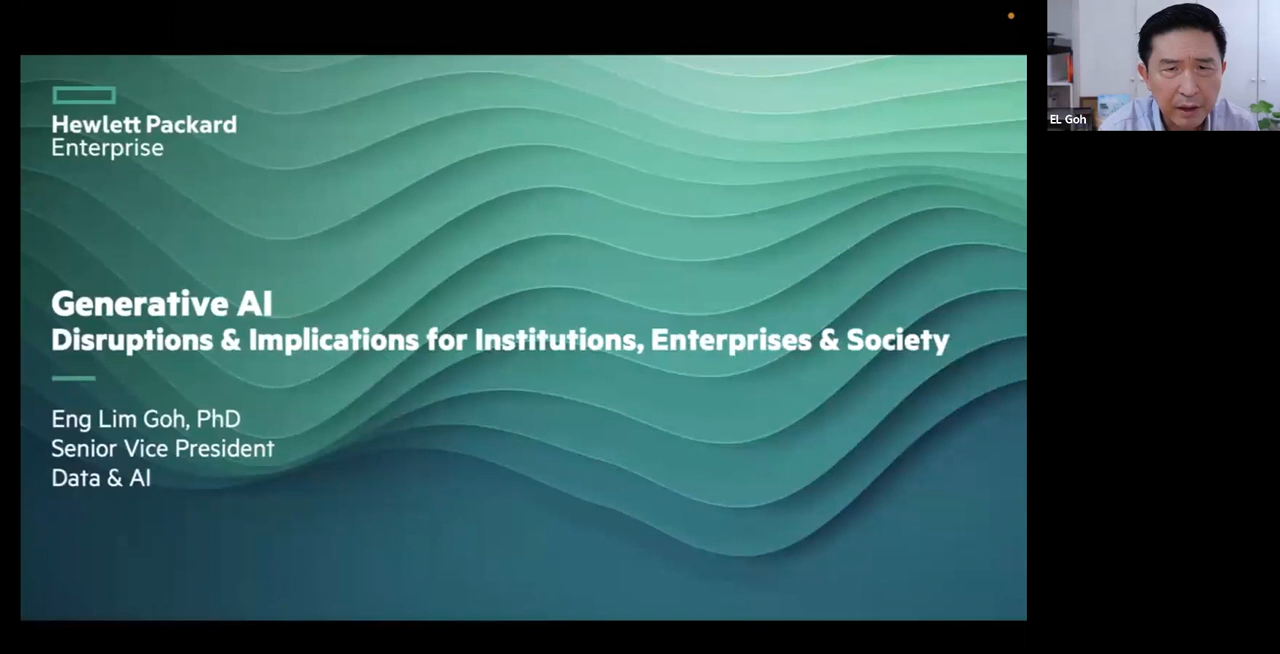 Hewlett Packard
Enterprise
Generative AI
Disruptions & Implications for Institutions, Enterprises & Society
Eng Lim Goh, PhD
Senior Vice President
Data & AI
EL Goh